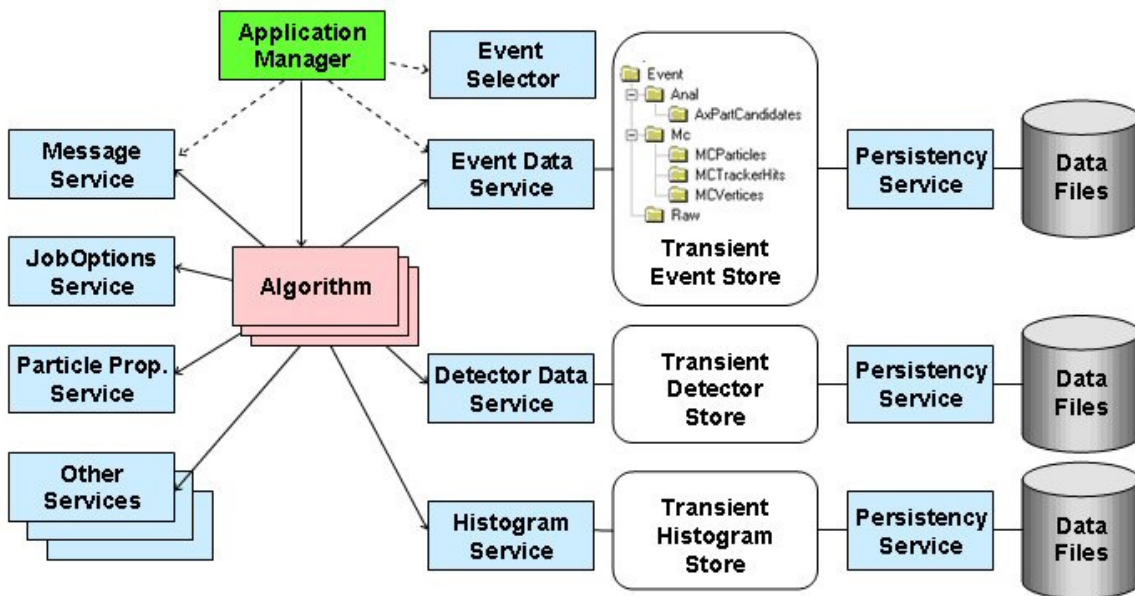 Application
Manager
Event
Selector
Event
Anal
AxPartCandidates
Mc
MCParticles
MCTrackerHits
MCVertices
Raw
Transient
Event Store
Message
Service
Event Data
Service
Persistency
Service
Data
Files
JobOptions
Service
Algorithm
Particle Prop.
Service
Detector Data
Service
Transient
Detector
Store
Persistency
Service
Data
Files
Other
Services
Histogram
Service
Transient
Histogram
Store
Persistency
Service
Data
Files